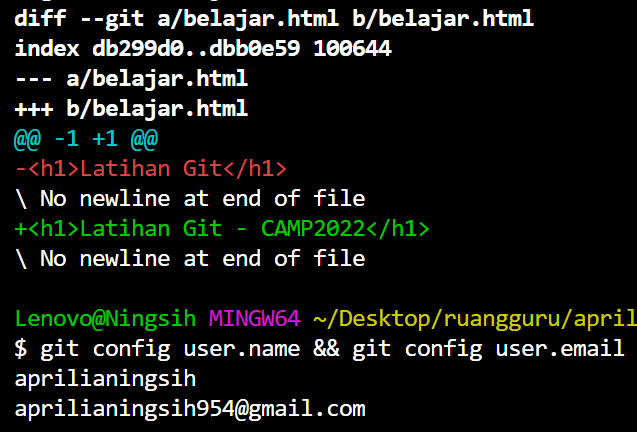 diff --git a/belajar.html b/belajar.html
index db299d0..dbb0e59 100644
--- a/belajar.html
+++ b/belajar.html
@@ -1 +1 @@
-<h1>Latihan Git</h1>
\ No newline at end of file
+<h1>Latihan Git - CAMP2022</h1>
\ No newline at end of file
Lenovo@Ningsih MINGW64 ~/Desktop/ruangguru/april
$ git config user.name && git config user.email
aprilianingsih
aprilianingsih954@gmail.com